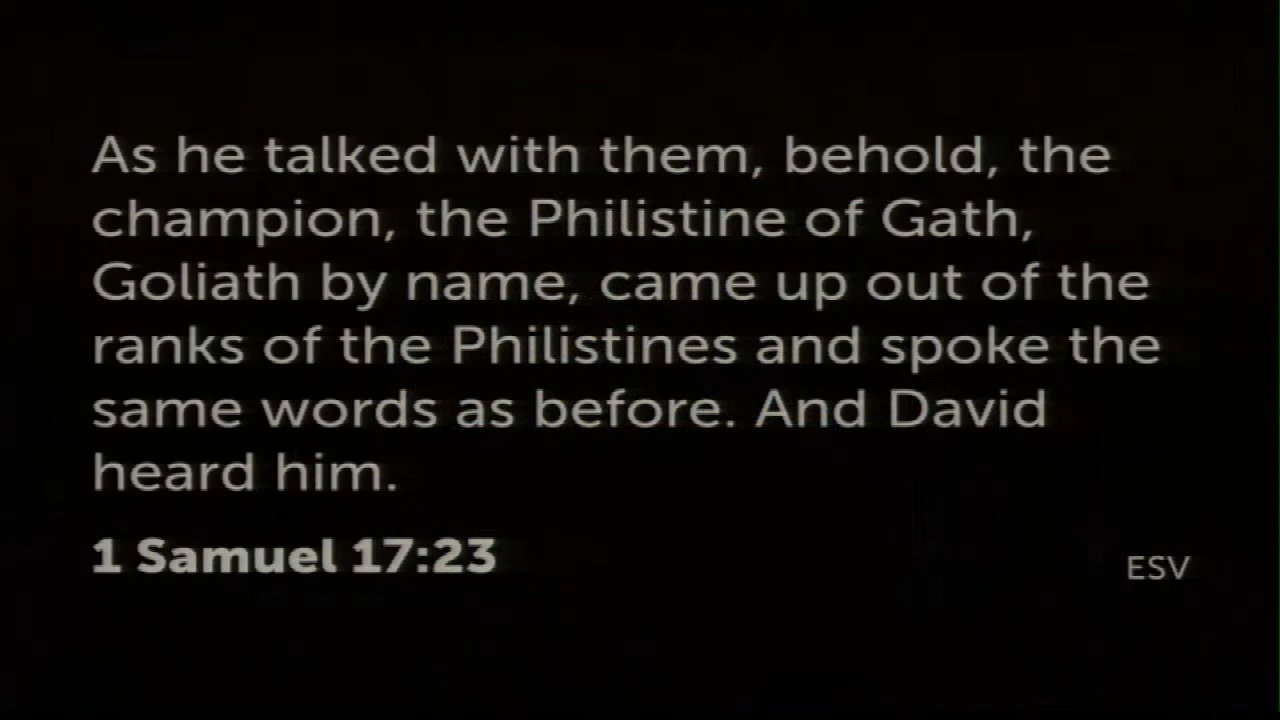 As he talked with them, behold, the
champion, the Philistine of Gath,
Goliath by name, came up out of the
ranks of the Philistines and spoke the
same words as before. And David
heard him.
1 Samuel 17:23
ESV